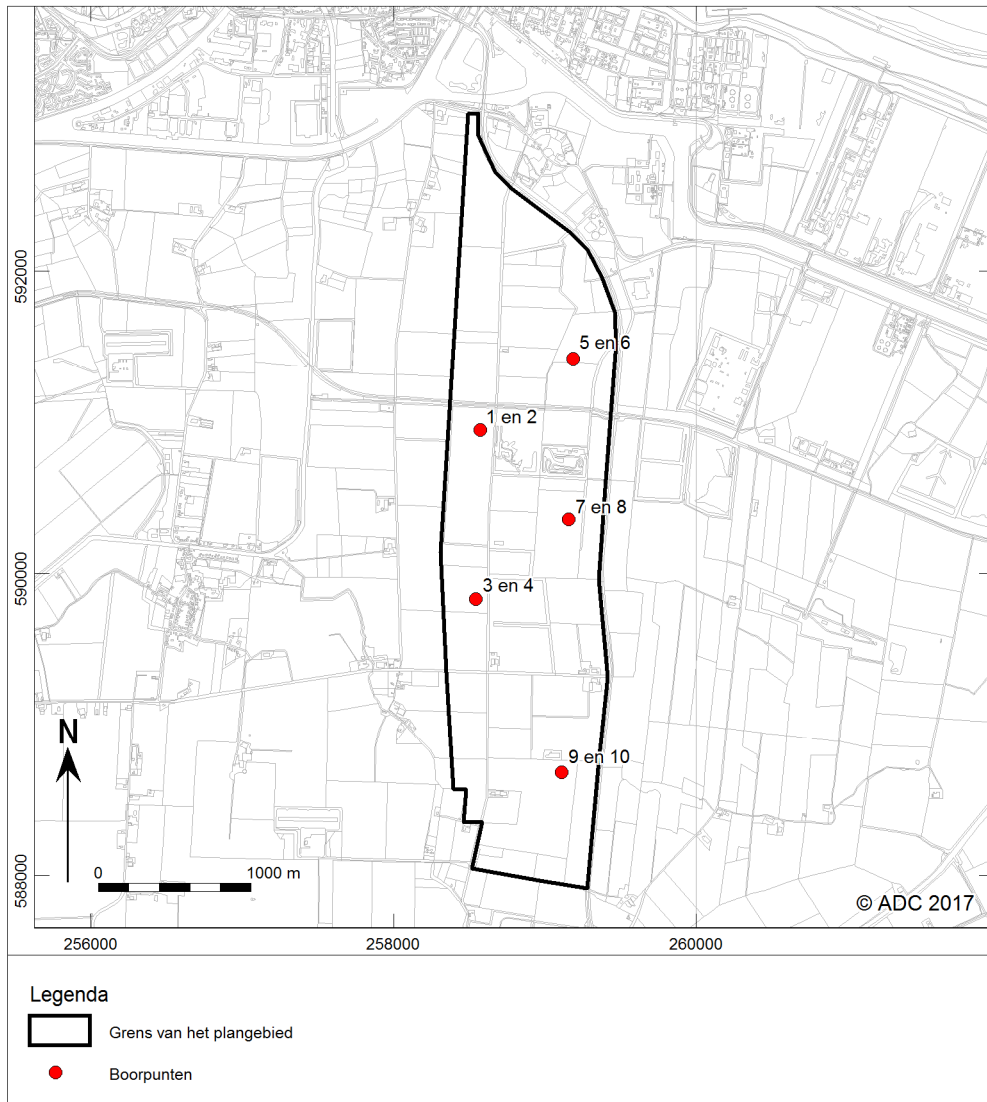 592000
5 en 6
1 en 2
7 en 8
590000
3 en 4
N
9 en 10
0 1000 m
588000
© ADC 2017
256000 258000 260000
Legenda
Grens van het plangebied
Boorpunten